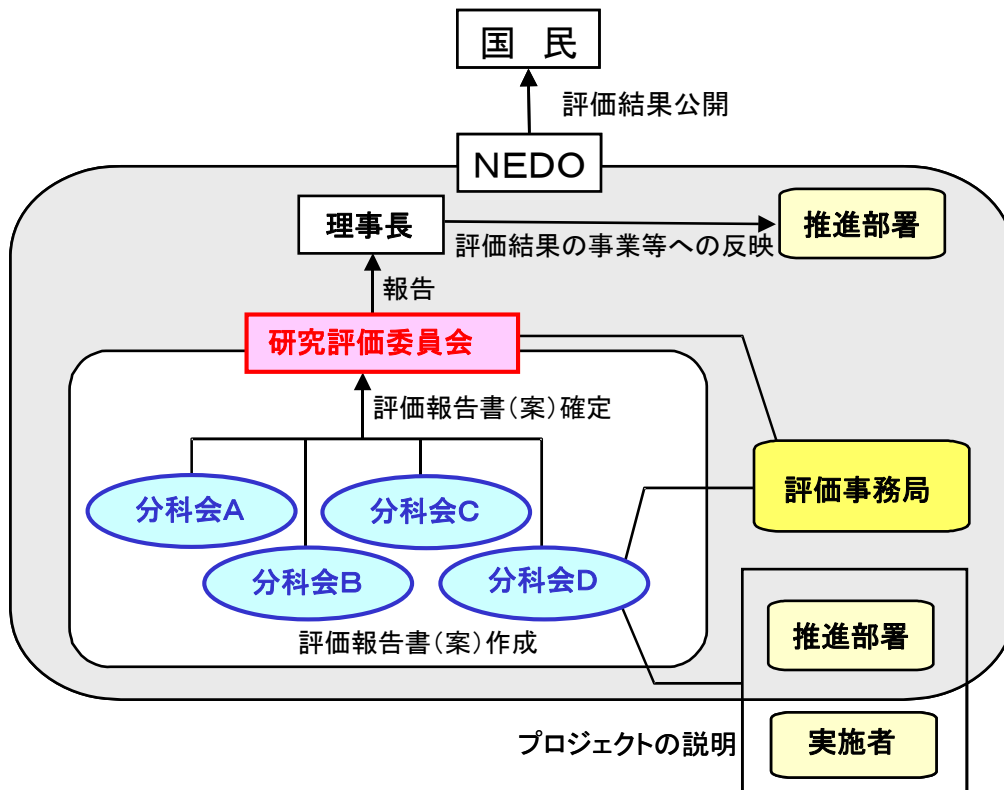 国　民
評価結果公開
ＮＥＤＯ
理事長
推進部署
評価結果の事業等への反映
報告
研究評価委員会
評価報告書（案）確定
分科会Ａ
分科会Ｃ
評価事務局
分科会Ｂ
分科会Ｄ
推進部署
評価報告書（案）作成
プロジェクトの説明
実施者